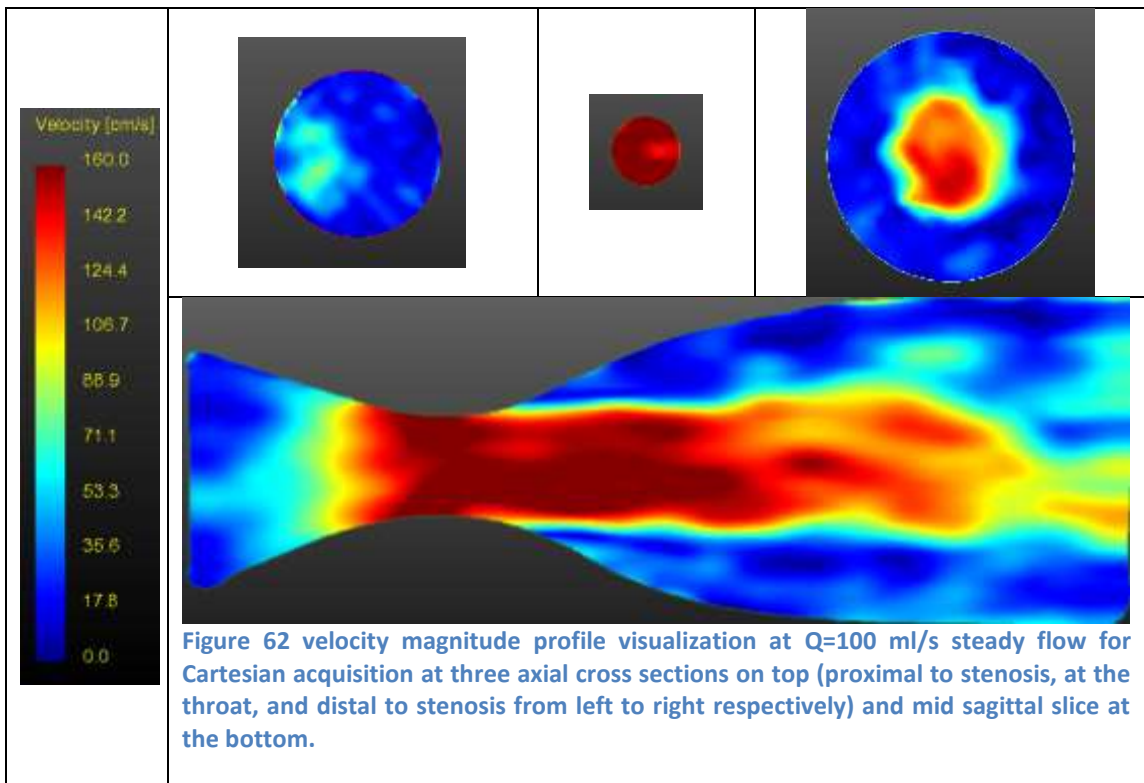 Velocity [cm/s]
160.0
142.2
124.4
106.7
88.9
71.1
53.3
35.6
17.8
0.0
Figure 62 velocity magnitude profile visualization at Q=100 ml/s steady flow for
Cartesian acquisition at three axial cross sections on top (proximal to stenosis, at the
throat, and distal to stenosis from left to right respectively) and mid sagittal slice at
the bottom.